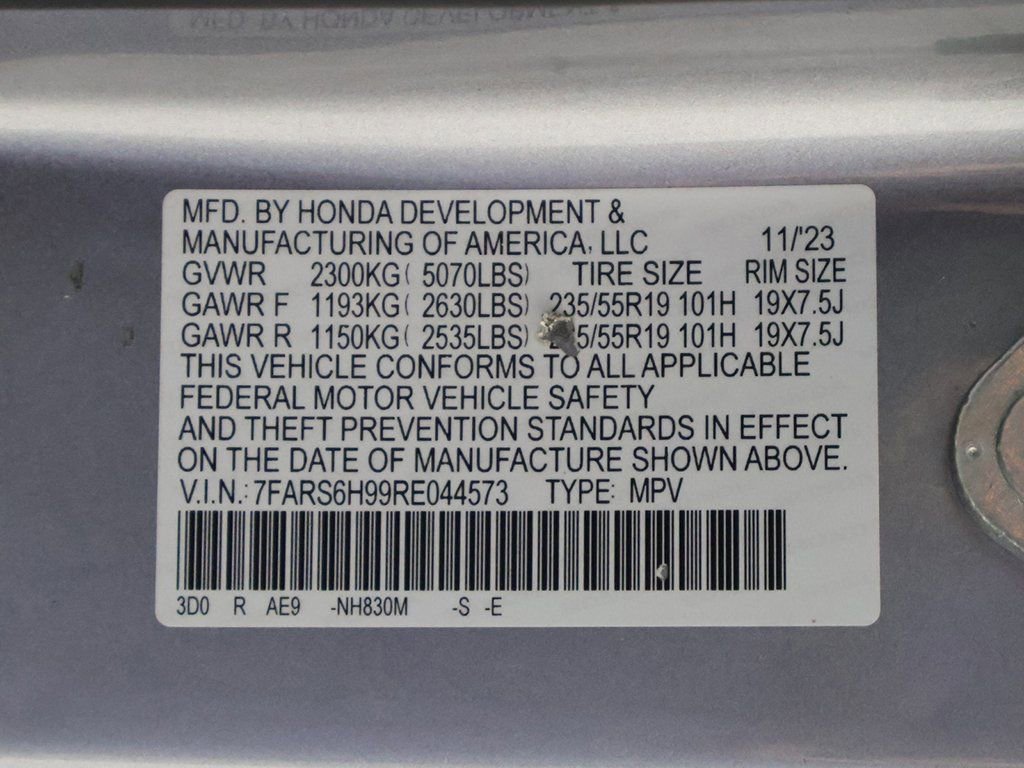 MFD. BY HONDA DEVELOPMENT &
MANUFACTURING OF AMERICA, LLC 11/'23
GVWR 2300KG ( 5070LBS) TIRE SIZE RIM SIZE
GAWR F 1193KG ( 2630LBS) 235/55R19 101H 19X7.5J
GAWR R 1150KG ( 2535LBS) 5/55R19 101H 19X7.5J
THIS VEHICLE CONFORMS TO ALL APPLICABLE
FEDERAL MOTOR VEHICLE SAFETY
AND THEFT PREVENTION STANDARDS IN EFFECT
ON THE DATE OF MANUFACTURE SHOWN ABOVE.
V.I.N.: 7FARS6H99RE044573 TYPE: MPV
3D0 R AE9 -NH830M -S -E